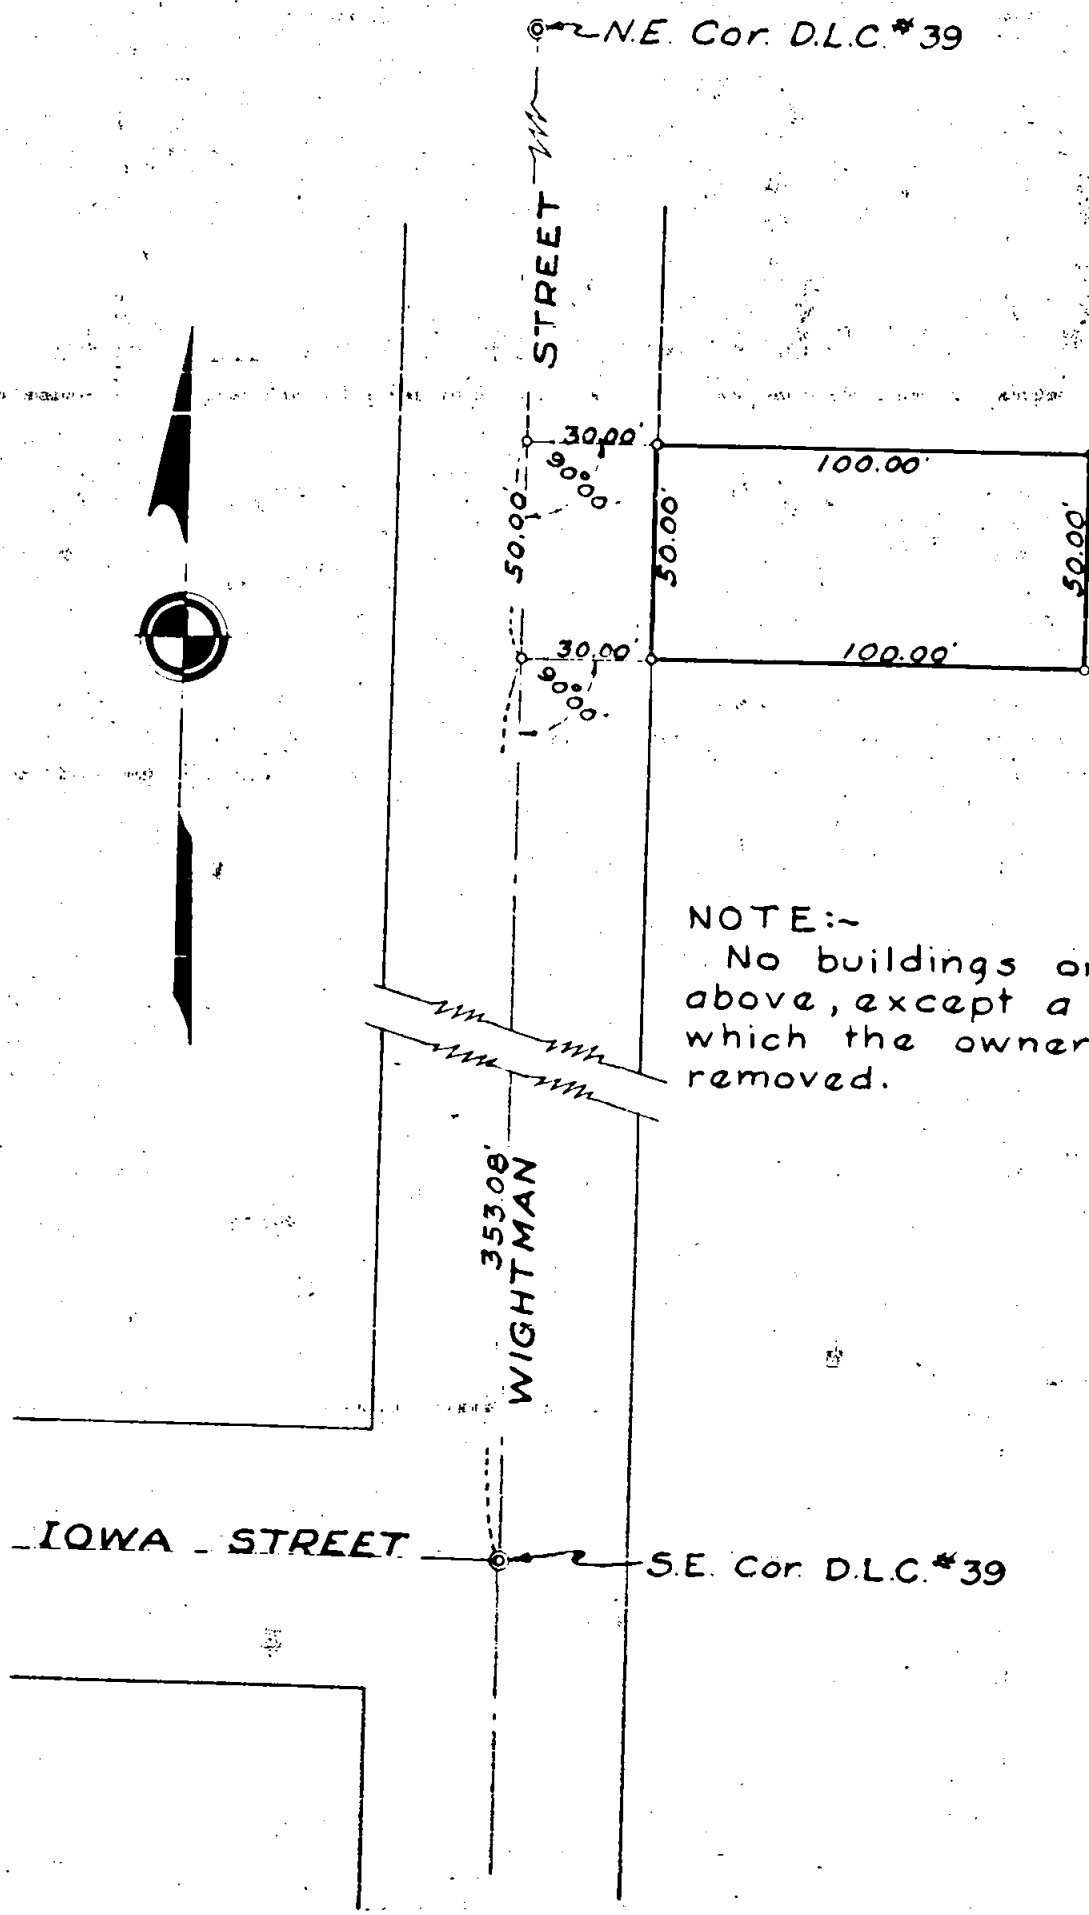 N.E. Cor. D.L.C. #39
STREET
30.00'
90°00'
100.00'
50.00'
50.00'
50.00'
30.00'
90°00'
100.00'
NOTE:~
No buildings
above, except a
which the owner
removed.
353.08'
WIGHTMAN
IOWA STREET
S.E. Cor. D.L.C. #39